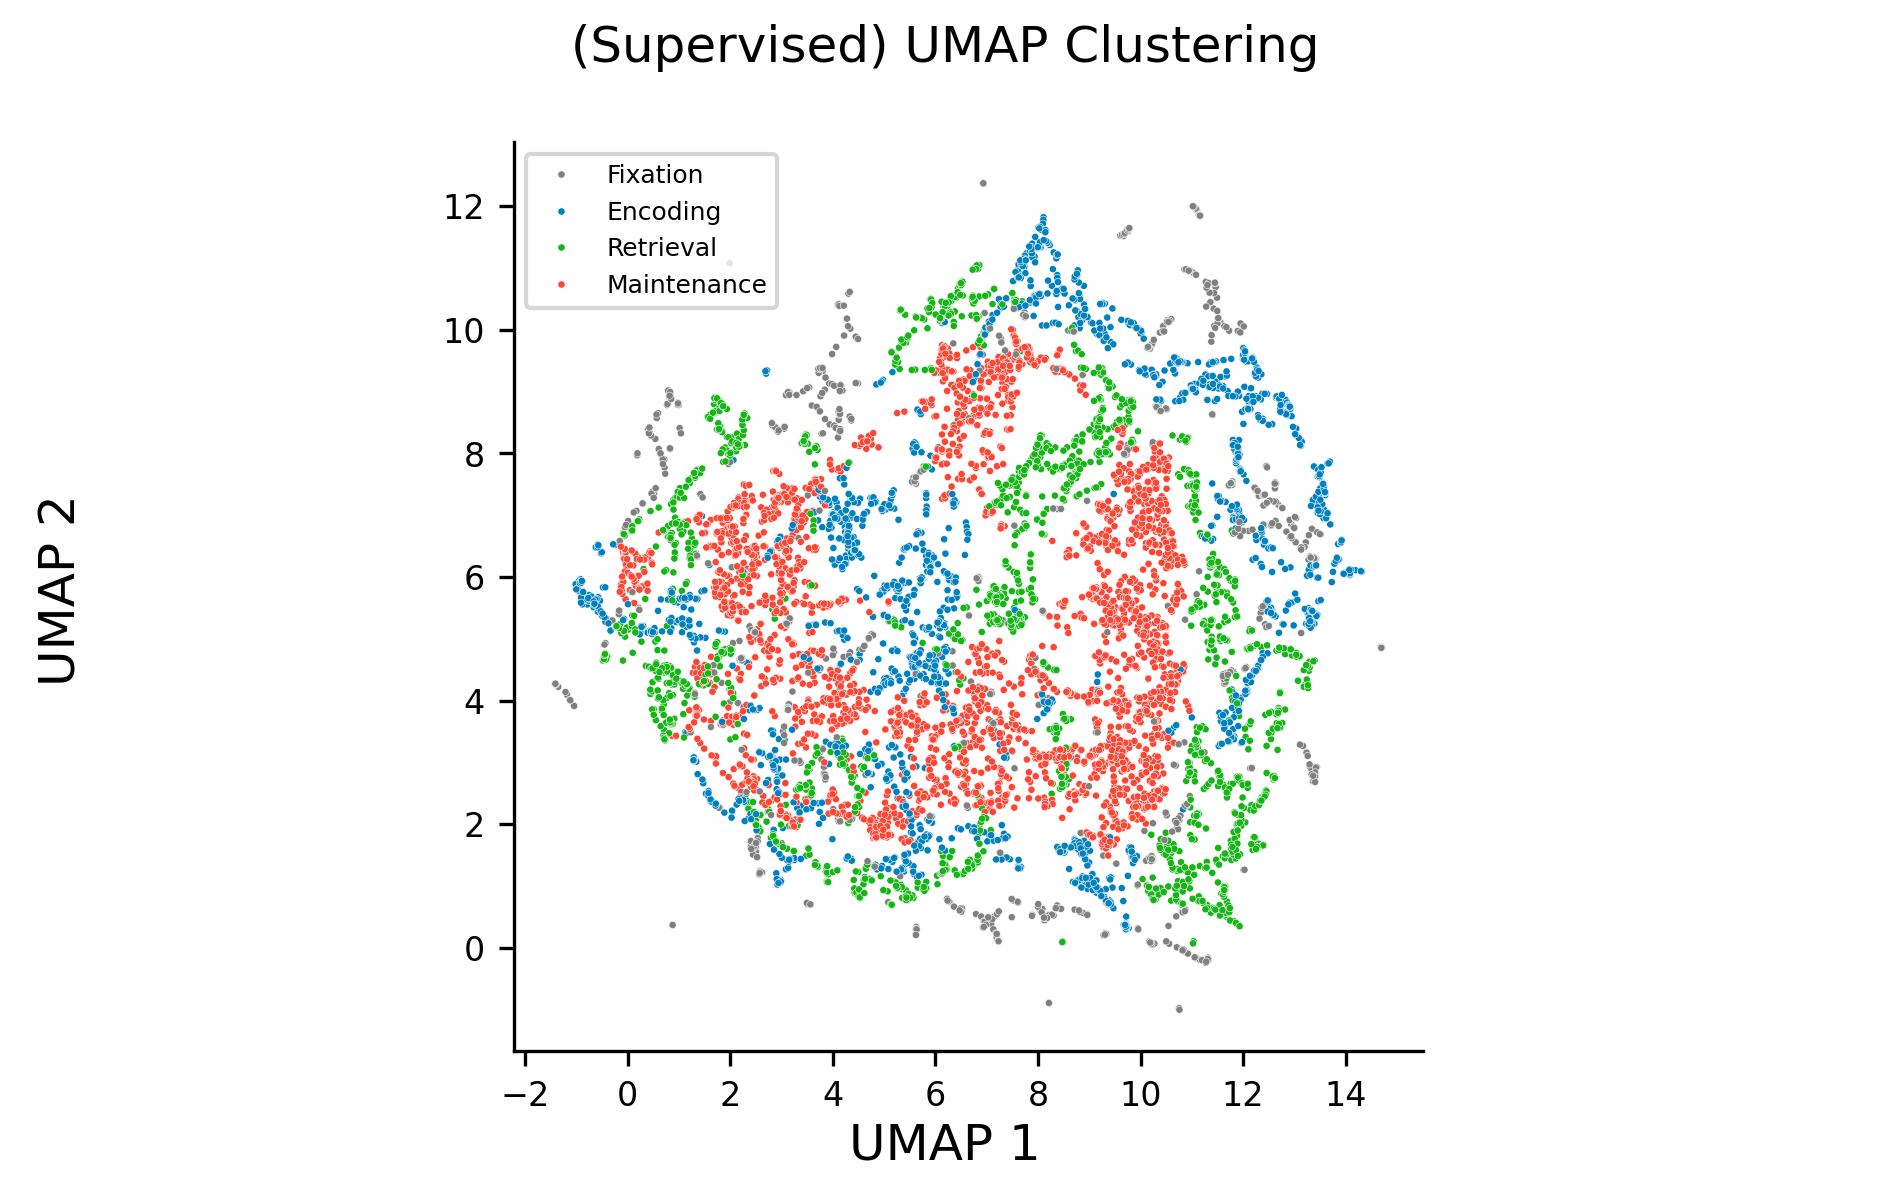 (Supervised) UMAP Clustering
Fixation
Encoding
Retrieval
Maintenance
UMAP 2
12
10
8
6
4
2
0
−2 0 2 4 6 8 10 12 14
UMAP 1